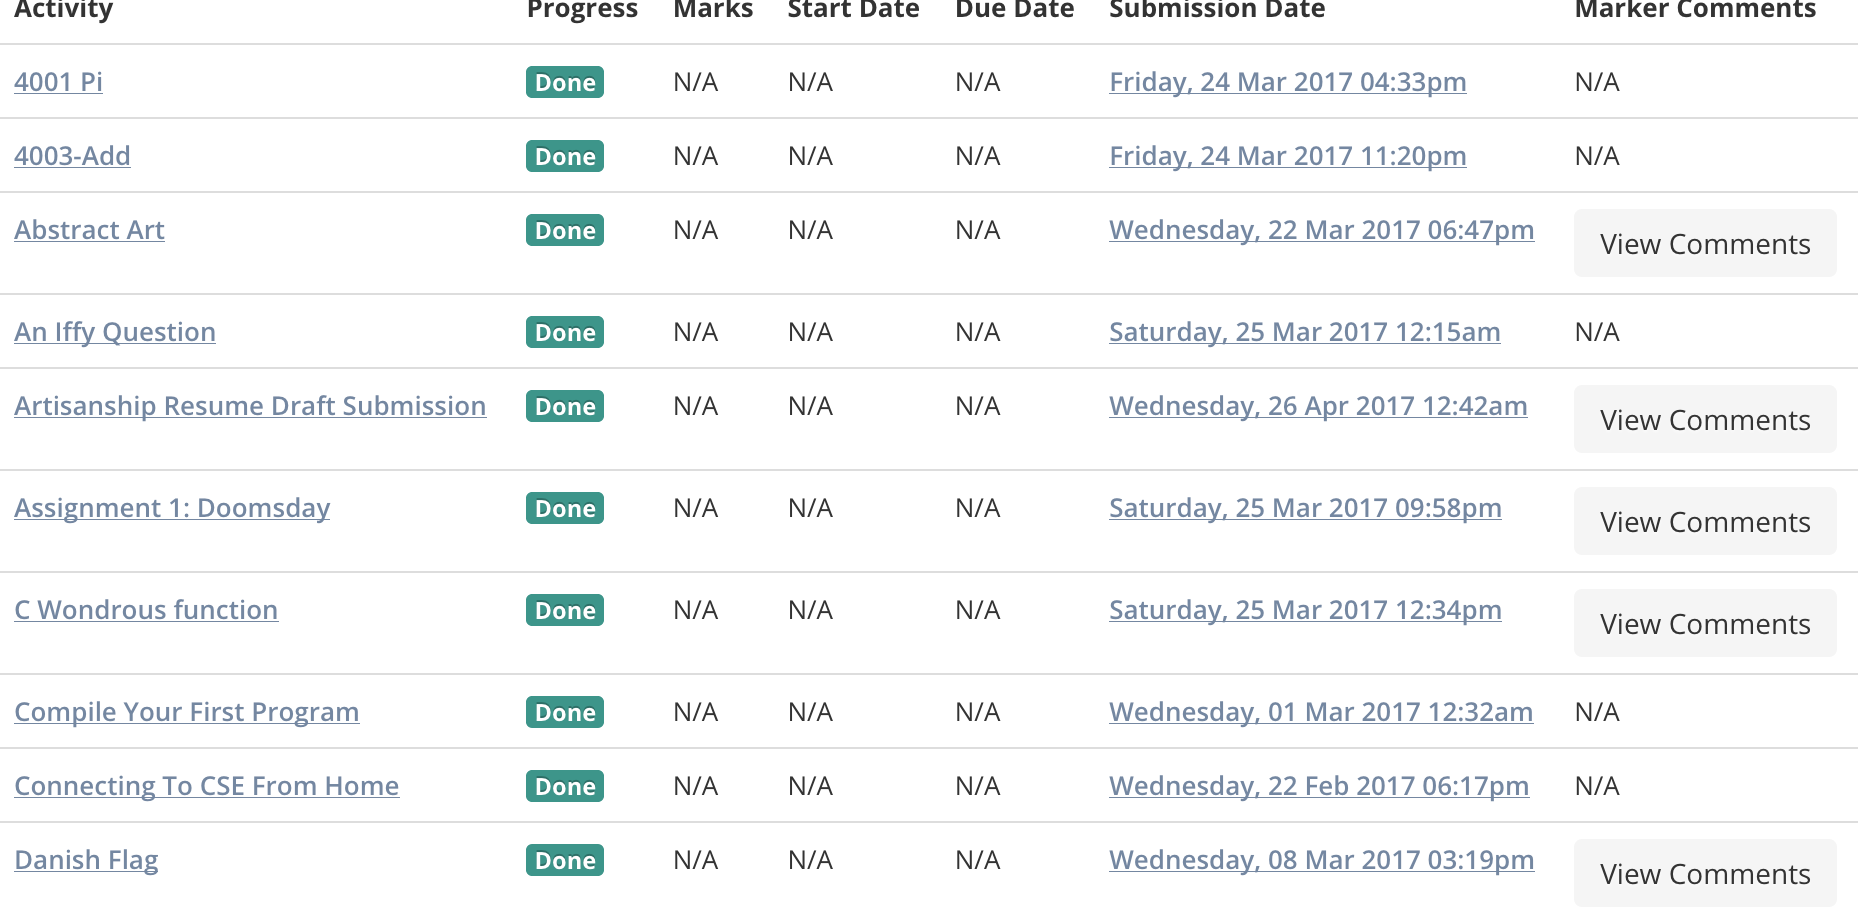 Activity Progress Marks Start Date Due Date Submission Date Marker Comments
4001 Pi Done N/A N/A N/A Friday, 24 Mar 2017 04:33pm N/A
4003-Add Done N/A N/A N/A Friday, 24 Mar 2017 11:20pm N/A
Abstract Art Done N/A N/A N/A Wednesday, 22 Mar 2017 06:47pm View Comments
An Iffy Question Done N/A N/A N/A Saturday, 25 Mar 2017 12:15am N/A
Artisanship Resume Draft Submission Done N/A N/A N/A Wednesday, 26 Apr 2017 12:42am View Comments
Assignment 1: Doomsday Done N/A N/A N/A Saturday, 25 Mar 2017 09:58pm View Comments
C Wondrous function Done N/A N/A N/A Saturday, 25 Mar 2017 12:34pm View Comments
Compile Your First Program Done N/A N/A N/A Wednesday, 01 Mar 2017 12:32am N/A
Connecting To CSE From Home Done N/A N/A N/A Wednesday, 22 Feb 2017 06:17pm N/A
Danish Flag Done N/A N/A N/A Wednesday, 08 Mar 2017 03:19pm View Comments